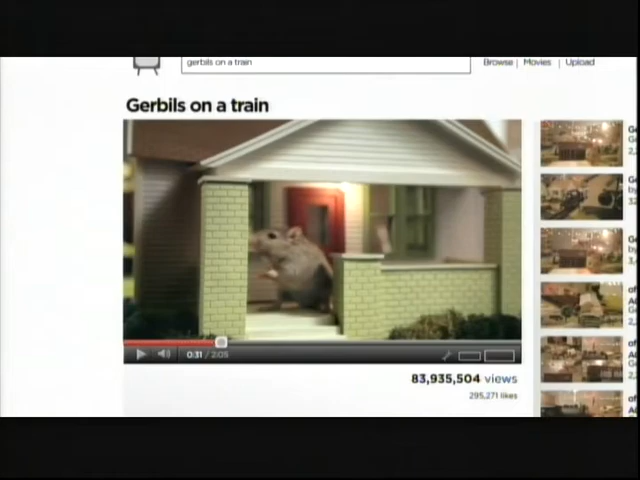 gerbils on a train
Browse | Movies | Upload
Gerbils on a train
0:31 / 2:05
83,935,504 views
295,271 likes